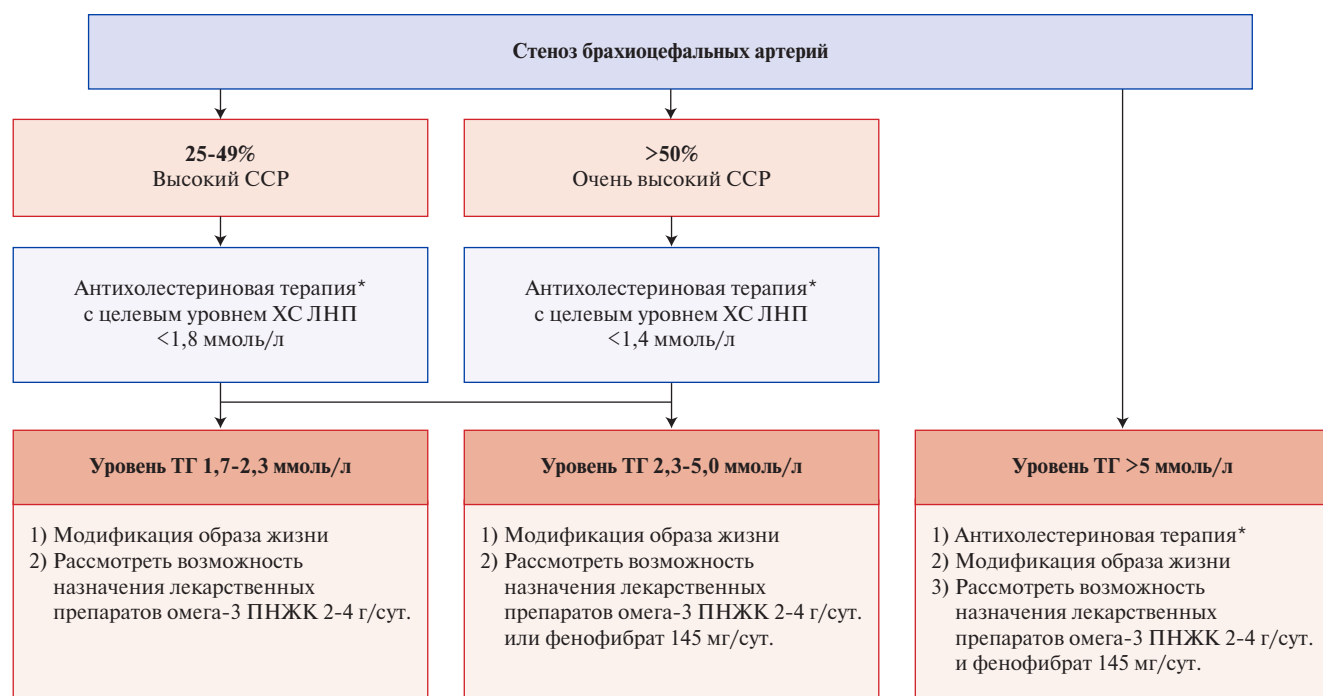 Стеноз брахиоцефальных артерий
25-49%
Высокий ССР
>50%
Очень высокий ССР
Антихолестериновая терапия*
с целевым уровнем ХС ЛНП
<1,8 ммоль/л
Антихолестериновая терапия*
с целевым уровнем ХС ЛНП
<1,4 ммоль/л
Уровень ТГ 1,7-2,3 ммоль/л
1) Модификация образа жизни
2) Рассмотреть возможность
назначения лекарственных
препаратов омега-3 ПНЖК 2-4 г/сут.
Уровень ТГ 2,3-5,0 ммоль/л
1) Модификация образа жизни
2) Рассмотреть возможность
назначения лекарственных
препаратов омега-3 ПНЖК 2-4 г/сут.
или фенофибрат 145 мг/сут.
Уровень ТГ >5 ммоль/л
1) Антихолестериновая терапия*
2) Модификация образа жизни
3) Рассмотреть возможность
назначения лекарственных
препаратов омега-3 ПНЖК 2-4 г/сут.
и фенофибрат 145 мг/сут.